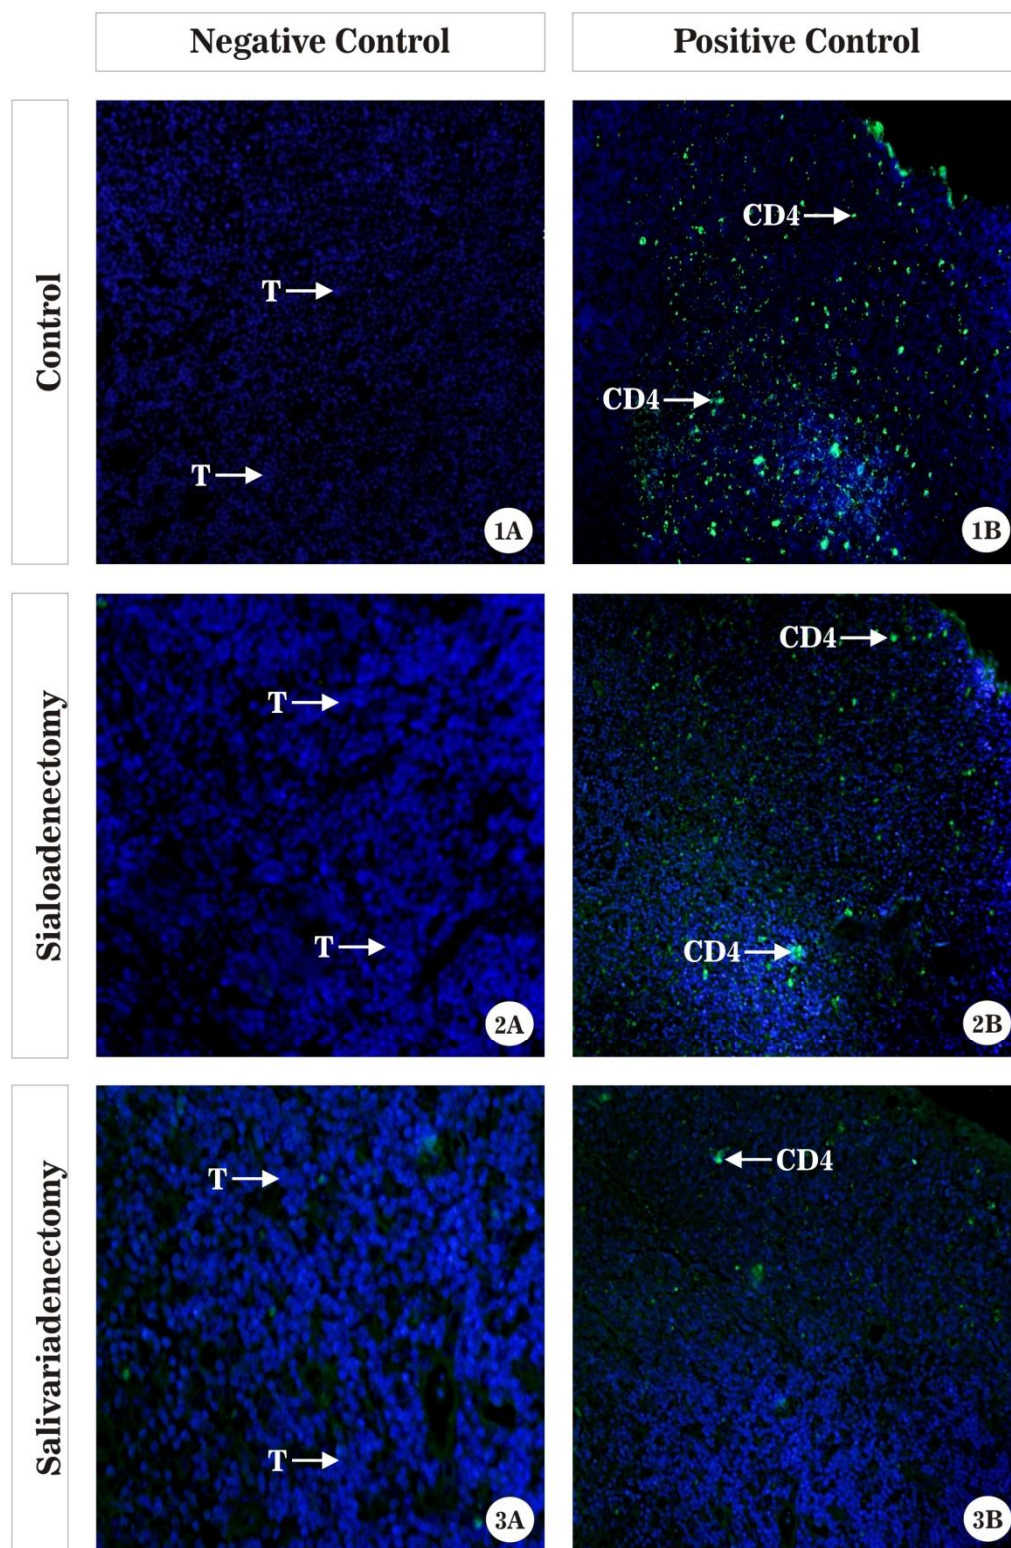 Negative Control
Positive Control
Control
T
T
1A
CD4
CD4
1B
Sialoadenectomy
T
T
2A
CD4
CD4
2B
Salivariadenectomy
T
T
3A
CD4
3B